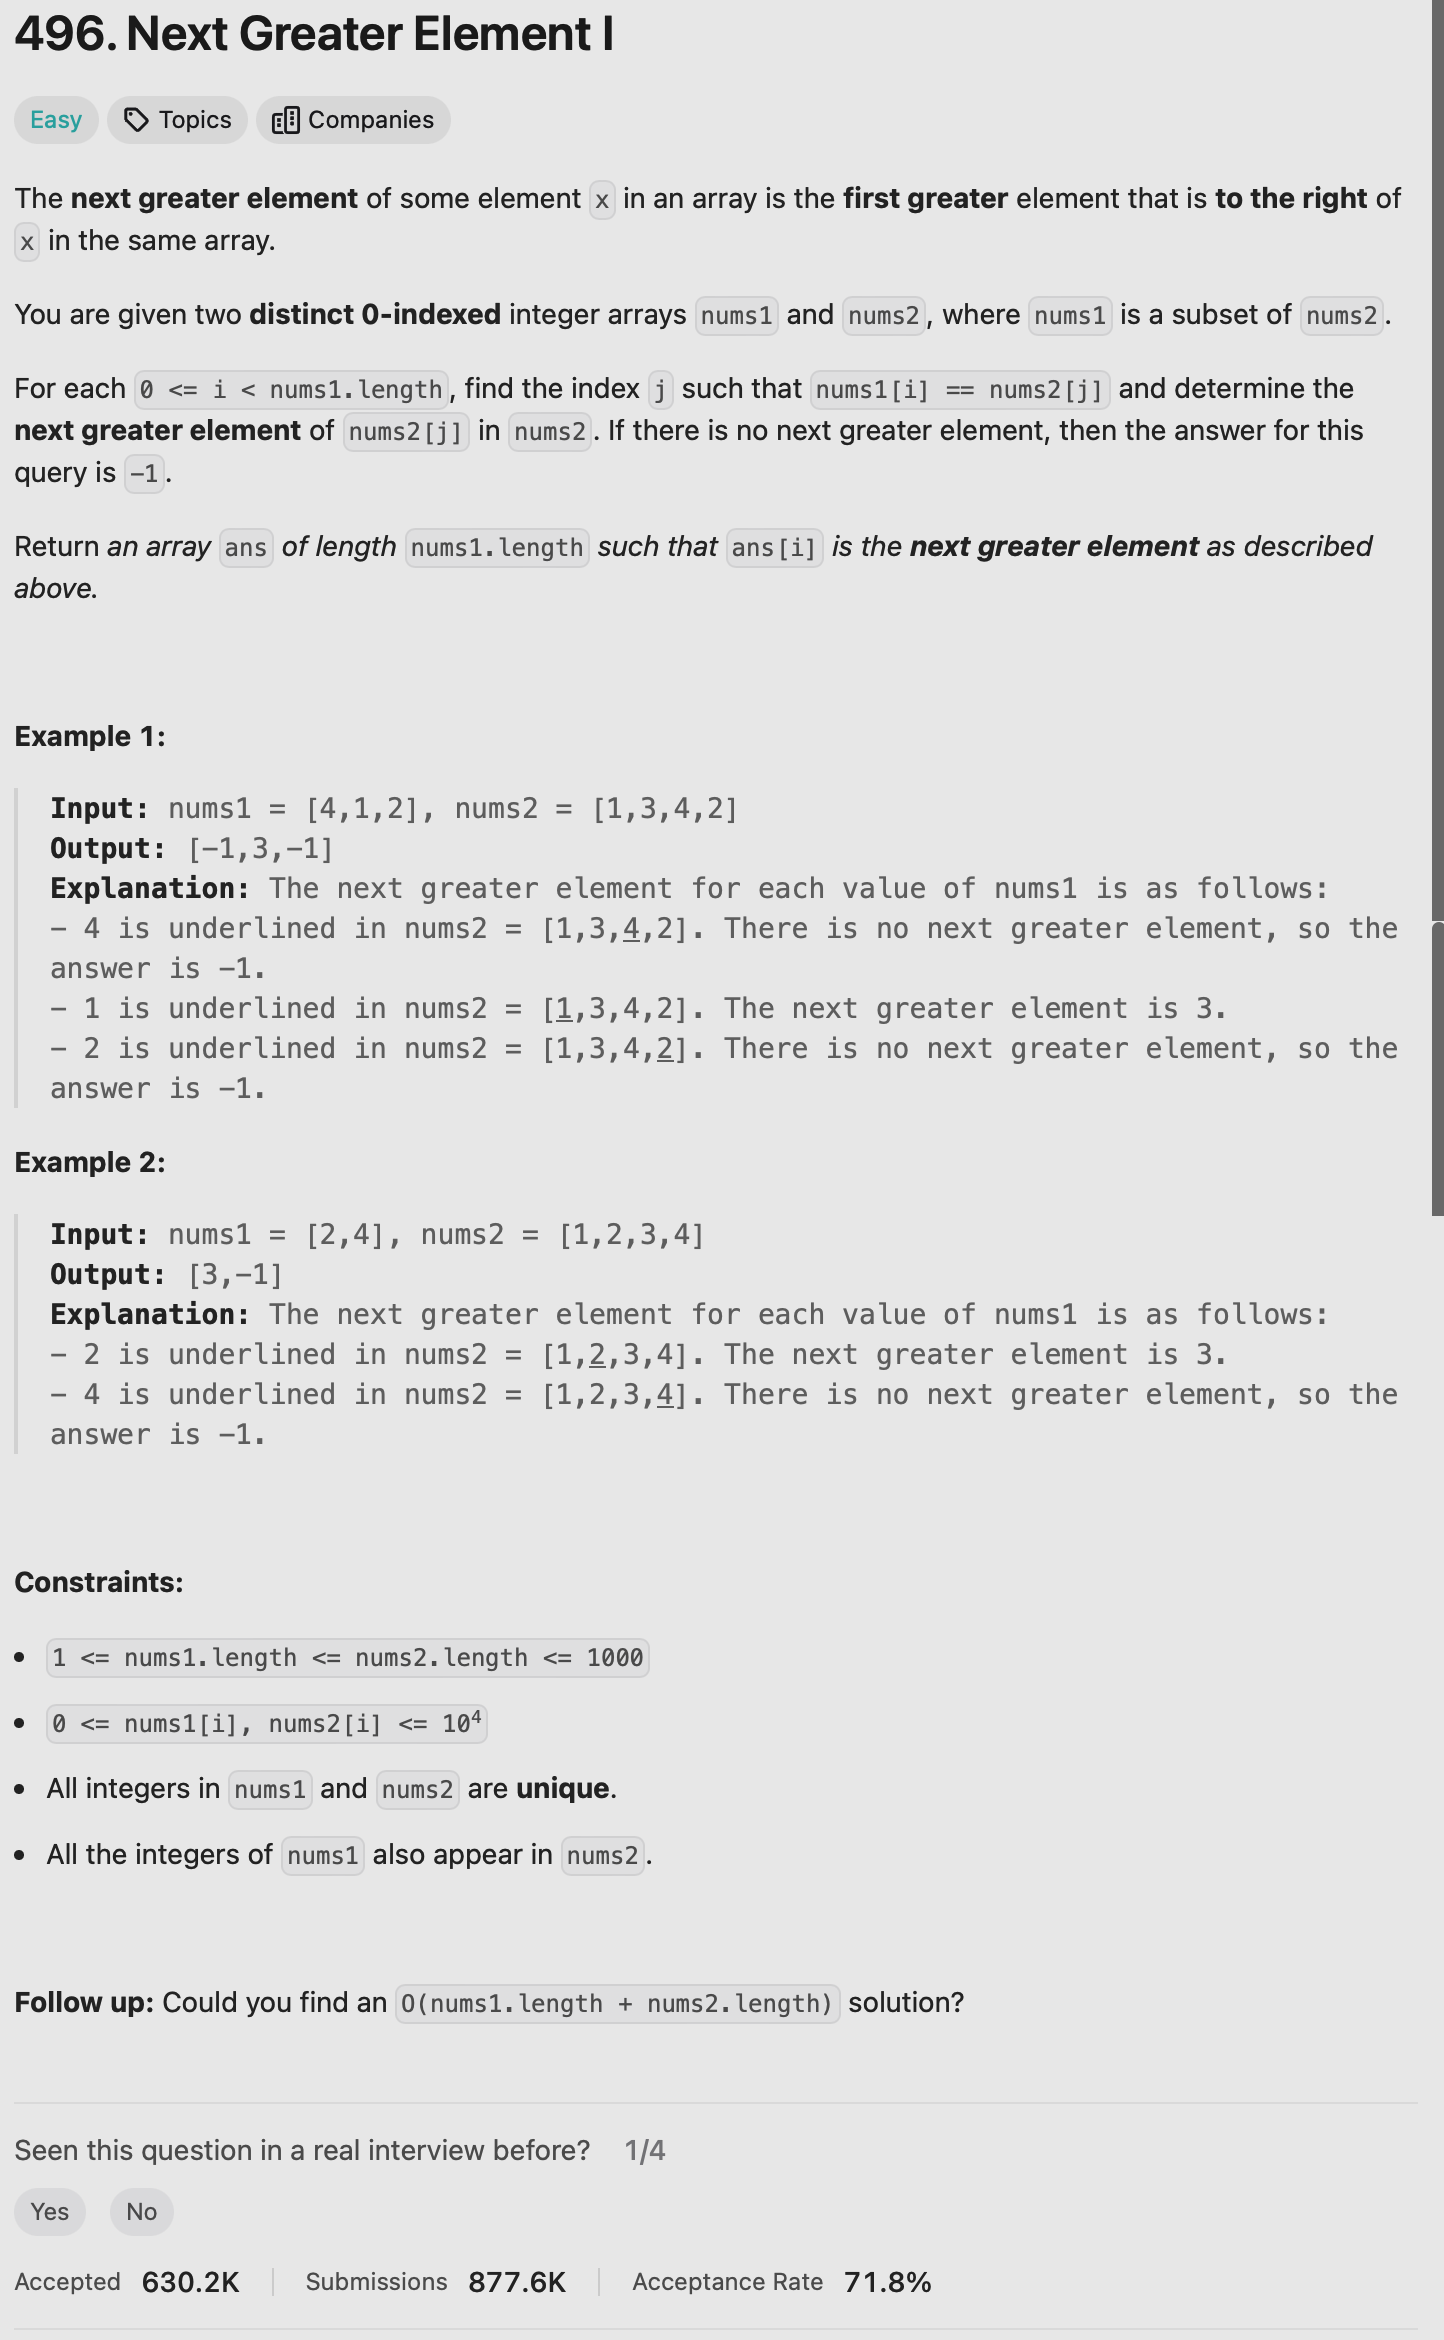 496. Next Greater Element I
Easy Topics Companies
The next greater element of some element x in an array is the first greater element that is to the right of
x in the same array.
You are given two distinct 0-indexed integer arrays nums1 and nums2, where nums1 is a subset of nums2.
For each 0 <= i < nums1.length, find the index j such that nums1[i] == nums2[j] and determine the
next greater element of nums2[j] in nums2. If there is no next greater element, then the answer for this
query is -1.
Return an array ans of length nums1.length such that ans[i] is the next greater element as described
above.
Example 1:
Input: nums1 = [4,1,2], nums2 = [1,3,4,2]
Output: [-1,3,-1]
Explanation: The next greater element for each value of nums1 is as follows:
- 4 is underlined in nums2 = [1,3,4,2]. There is no next greater element, so the
answer is -1.
- 1 is underlined in nums2 = [1,3,4,2]. The next greater element is 3.
- 2 is underlined in nums2 = [1,3,4,2]. There is no next greater element, so the
answer is -1.
Example 2:
Input: nums1 = [2,4], nums2 = [1,2,3,4]
Output: [3,-1]
Explanation: The next greater element for each value of nums1 is as follows:
- 2 is underlined in nums2 = [1,2,3,4]. The next greater element is 3.
- 4 is underlined in nums2 = [1,2,3,4]. There is no next greater element, so the
answer is -1.
Constraints:
• 1 <= nums1.length <= nums2.length <= 1000
• 0 <= nums1[i], nums2[i] <= 10⁴
• All integers in nums1 and nums2 are unique.
• All the integers of nums1 also appear in nums2.
Follow up: Could you find an O(nums1.length + nums2.length) solution?
Seen this question in a real interview before? 1/4
Yes No
Accepted 630.2K Submissions 877.6K Acceptance Rate 71.8%